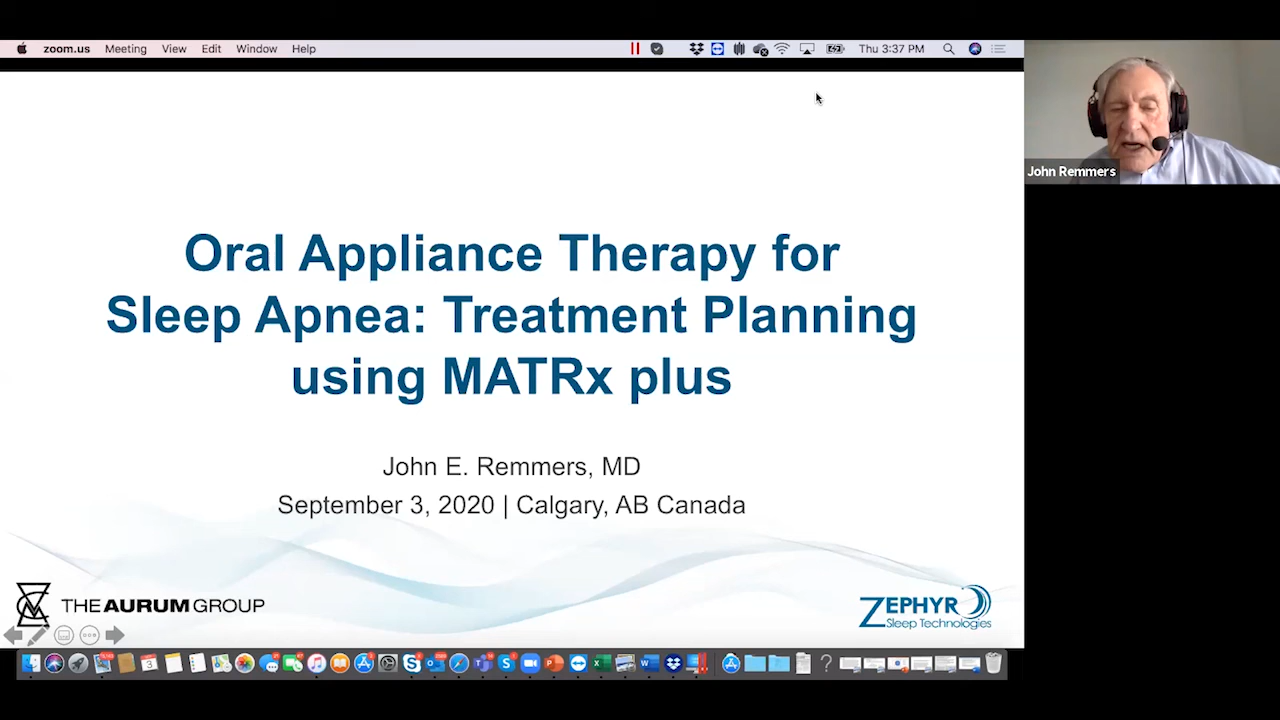 zoom.us Meeting View Edit Window Help Thu 3:37 PM
John Remmers
Oral Appliance Therapy for
Sleep Apnea: Treatment Planning
using MATRx plus
John E. Remmers, MD
September 3, 2020 | Calgary, AB Canada
THE AURUM GROUP
ZEPHYR
Sleep Technologies